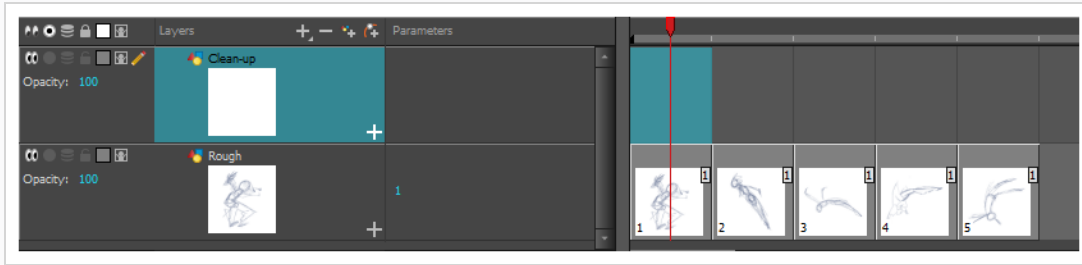 Layers Parameters
Clean-up
Opacity: 100
Rough
Opacity: 100
1
1 1 1 1 1
1 2 3 4 5